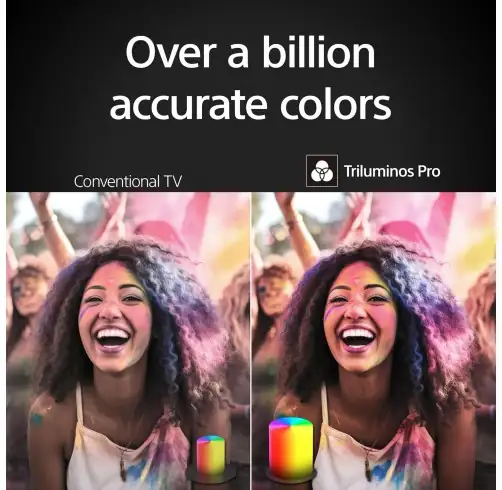 Over a billion
accurate colors
Conventional TV
Triluminos Pro